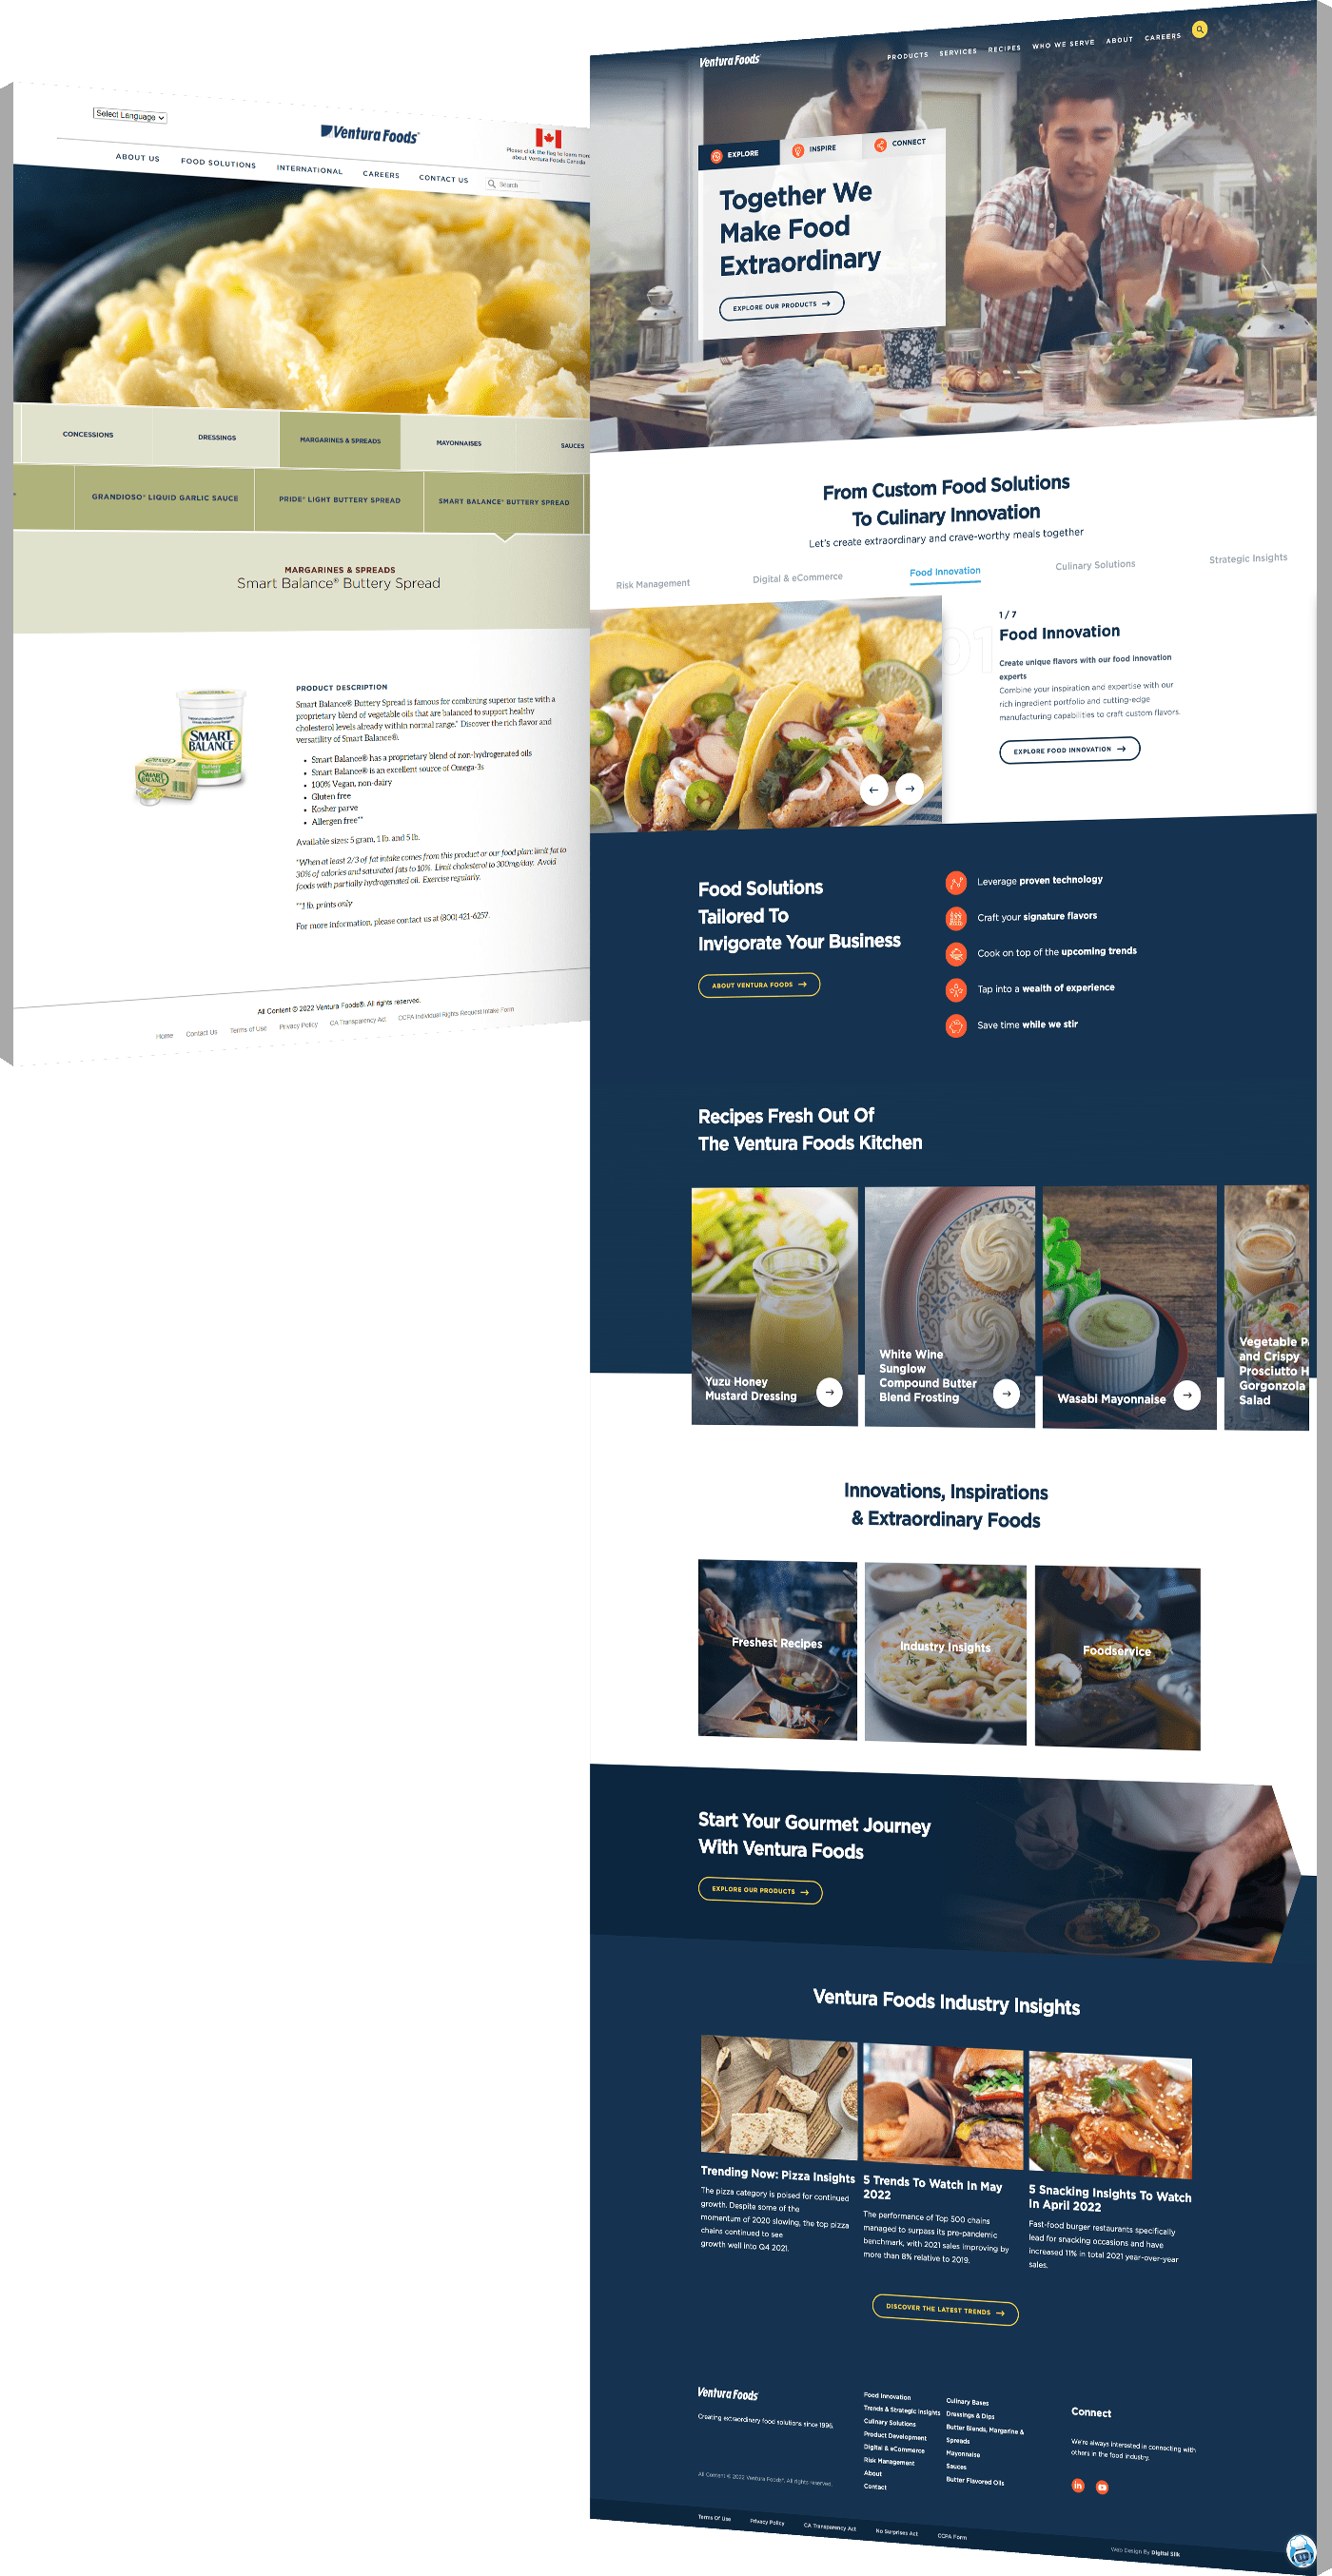 Select Language
Ventura Foods
Please click the flag to learn more
about Ventura Foods Canada
ABOUT US
FOOD SOLUTIONS
INTERNATIONAL
CAREERS
CONTACT US
Search
CONCESSIONS
DRESSINGS
MARGARINES & SPREADS
MAYONNAISES
SAUCES
GRANDIOSO® LIQUID GARLIC SAUCE
PRIDE® LIGHT BUTTERY SPREAD
SMART BALANCE® BUTTERY SPREAD
MARGARINES & SPREADS
Smart Balance® Buttery Spread
SMART
BALANCE
Buttery
Spread
SMART
BALANCE
PRODUCT DESCRIPTION
Smart Balance® Buttery Spread is famous for combining superior taste with a
proprietary blend of vegetable oils that are balanced to support healthy
cholesterol levels already within normal range.* Discover the rich flavor and
versatility of Smart Balance®.
• Smart Balance® has a proprietary blend of non-hydrogenated oils
• Smart Balance® is an excellent source of Omega-3s
• 100% Vegan, non-dairy
• Gluten free
• Kosher parve
• Allergen free**
Available sizes: 5 gram, 1 lb. and 5 lb.
*When at least 2/3 of fat intake comes from this product or our food plan; limit fat to
30% of calories and saturated fats to 10%. Limit cholesterol to 300mg/day. Avoid
foods with partially hydrogenated oil. Exercise regularly.
**1 lb. prints only
For more information, please contact us at (800) 421-6257.
All Content © 2022 Ventura Foods®. All rights reserved.
Home
Contact Us
Terms of Use
Privacy Policy
CA Transparency Act
CCPA Individual Rights Request Intake Form
Ventura Foods
PRODUCTS
SERVICES
RECIPES
WHO WE SERVE
ABOUT
CAREERS
EXPLORE
INSPIRE
CONNECT
Together We
Make Food
Extraordinary
EXPLORE OUR PRODUCTS →
From Custom Food Solutions
To Culinary Innovation
Let's create extraordinary and crave-worthy meals together
Risk Management
Digital & eCommerce
Food Innovation
Culinary Solutions
Strategic Insights
01
1 / 7
Food Innovation
Create unique flavors with our food innovation
experts
Combine your inspiration and expertise with our
rich ingredient portfolio and cutting-edge
manufacturing capabilities to craft custom flavors.
EXPLORE FOOD INNOVATION →
Food Solutions
Tailored To
Invigorate Your Business
ABOUT VENTURA FOODS →
Leverage proven technology
Craft your signature flavors
Cook on top of the upcoming trends
Tap into a wealth of experience
Save time while we stir
Recipes Fresh Out Of
The Ventura Foods Kitchen
Yuzu Honey
Mustard Dressing
White Wine
Sunglow
Compound Butter
Blend Frosting
Wasabi Mayonnaise
Vegetable P
and Crispy
Prosciutto H
Gorgonzola
Salad
Innovations, Inspirations
& Extraordinary Foods
Freshest Recipes
Industry Insights
Foodservice
Start Your Gourmet Journey
With Ventura Foods
EXPLORE OUR PRODUCTS →
Ventura Foods Industry Insights
Trending Now: Pizza Insights
The pizza category is poised for continued
growth. Despite some of the
momentum of 2020 slowing, the top pizza
chains continued to see
growth well into Q4 2021.
5 Trends To Watch In May
2022
The performance of Top 500 chains
managed to surpass its pre-pandemic
benchmark, with 2021 sales improving by
more than 8% relative to 2019.
5 Snacking Insights To Watch
In April 2022
Fast-food burger restaurants specifically
lead for snacking occasions and have
increased 11% in total 2021 year-over-year
sales.
DISCOVER THE LATEST TRENDS →
Ventura Foods
Creating extraordinary food solutions since 1996.
All Content © 2022 Ventura Foods®. All rights reserved.
Food Innovation
Trends & Strategic Insights
Culinary Solutions
Product Development
Digital & eCommerce
Risk Management
About
Contact
Culinary Bases
Dressings & Dips
Butter Blends, Margarine &
Spreads
Mayonnaise
Sauces
Butter Flavored Oils
Connect
We're always interested in connecting with
others in the food industry.
in
Terms Of Use
Privacy Policy
CA Transparency Act
No Surprises Act
CCPA Form
Web Design By Digital Silk